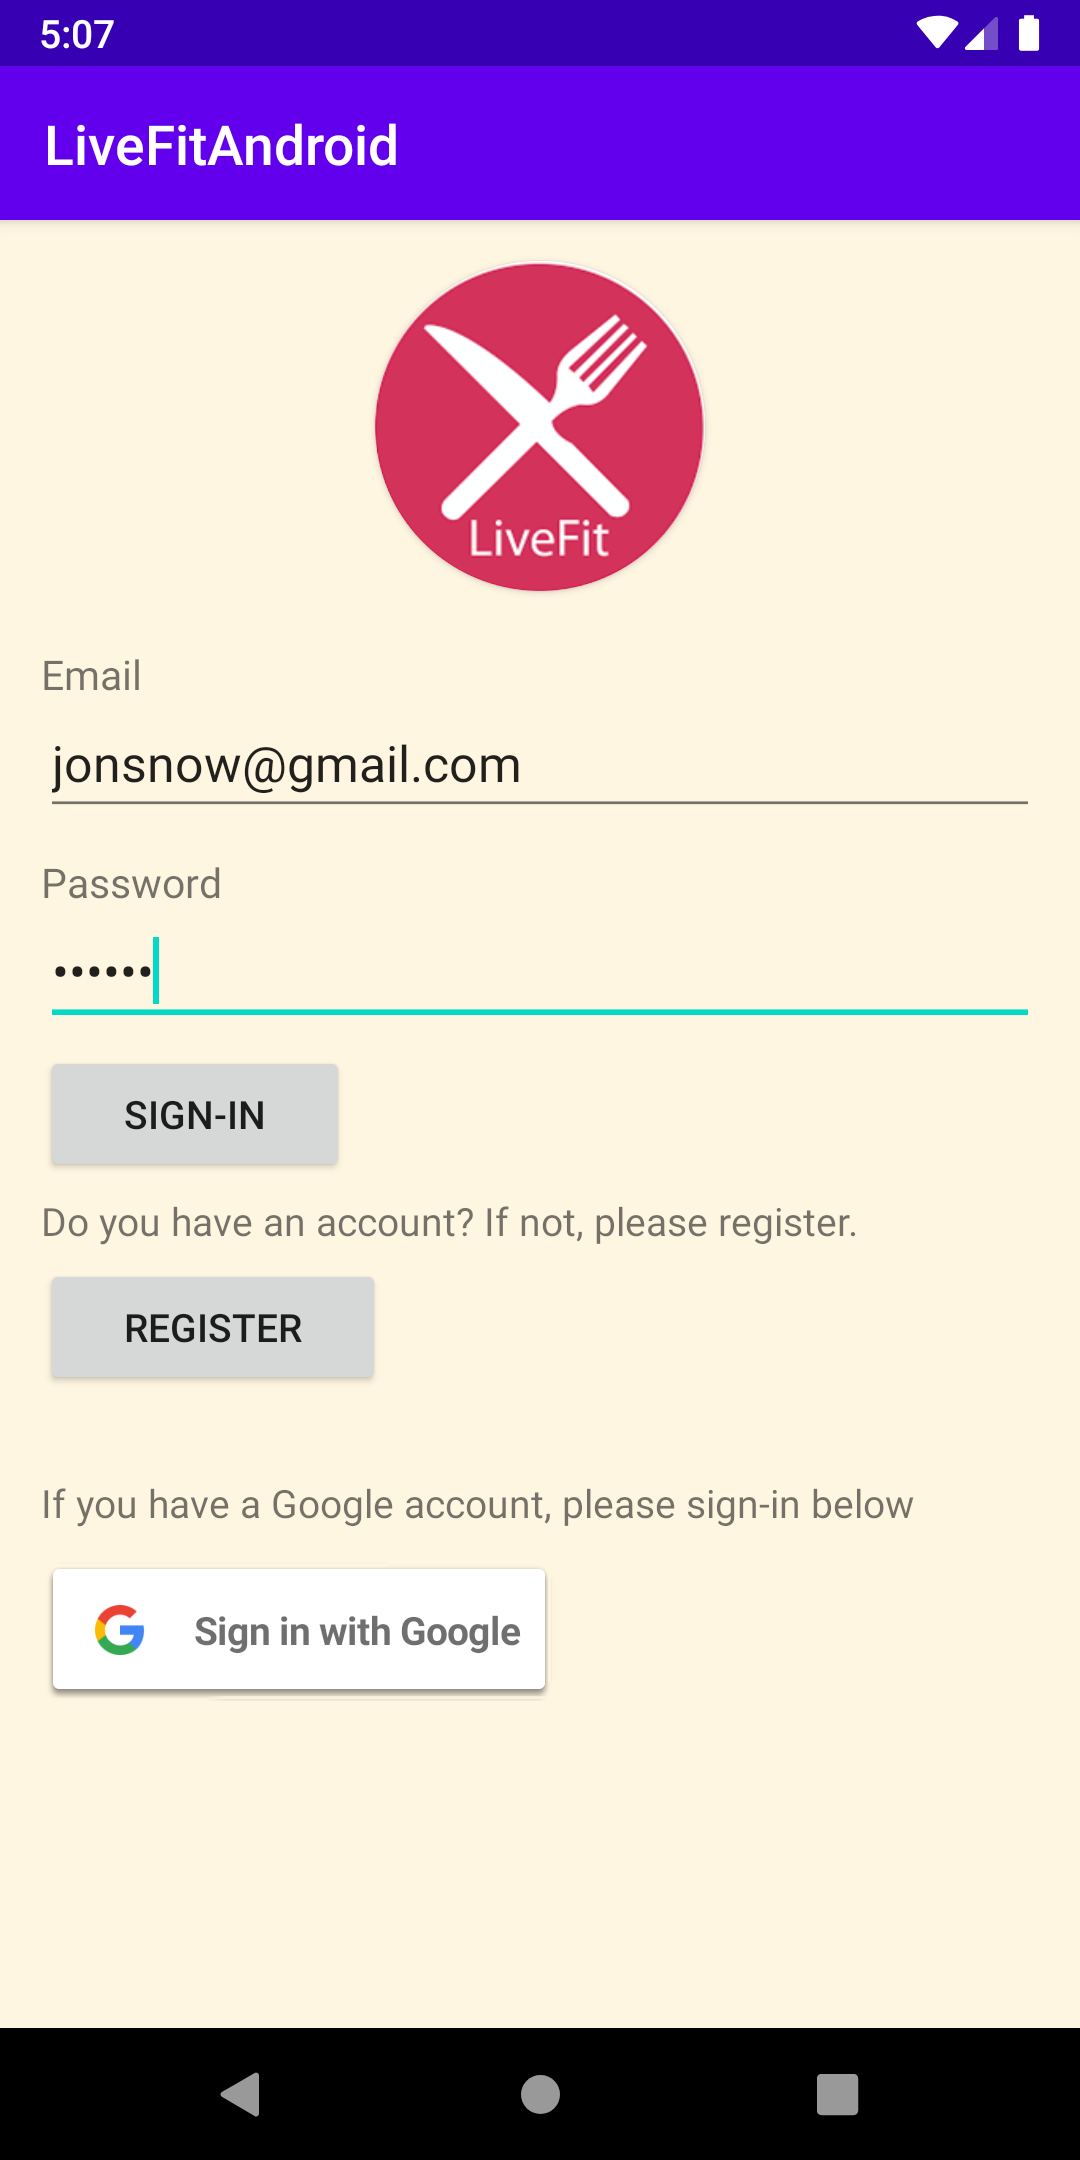 5:07
LiveFitAndroid
LiveFit
Email
jonsnow@gmail.com
Password
••••••
SIGN-IN
Do you have an account? If not, please register.
REGISTER
If you have a Google account, please sign-in below
Sign in with Google